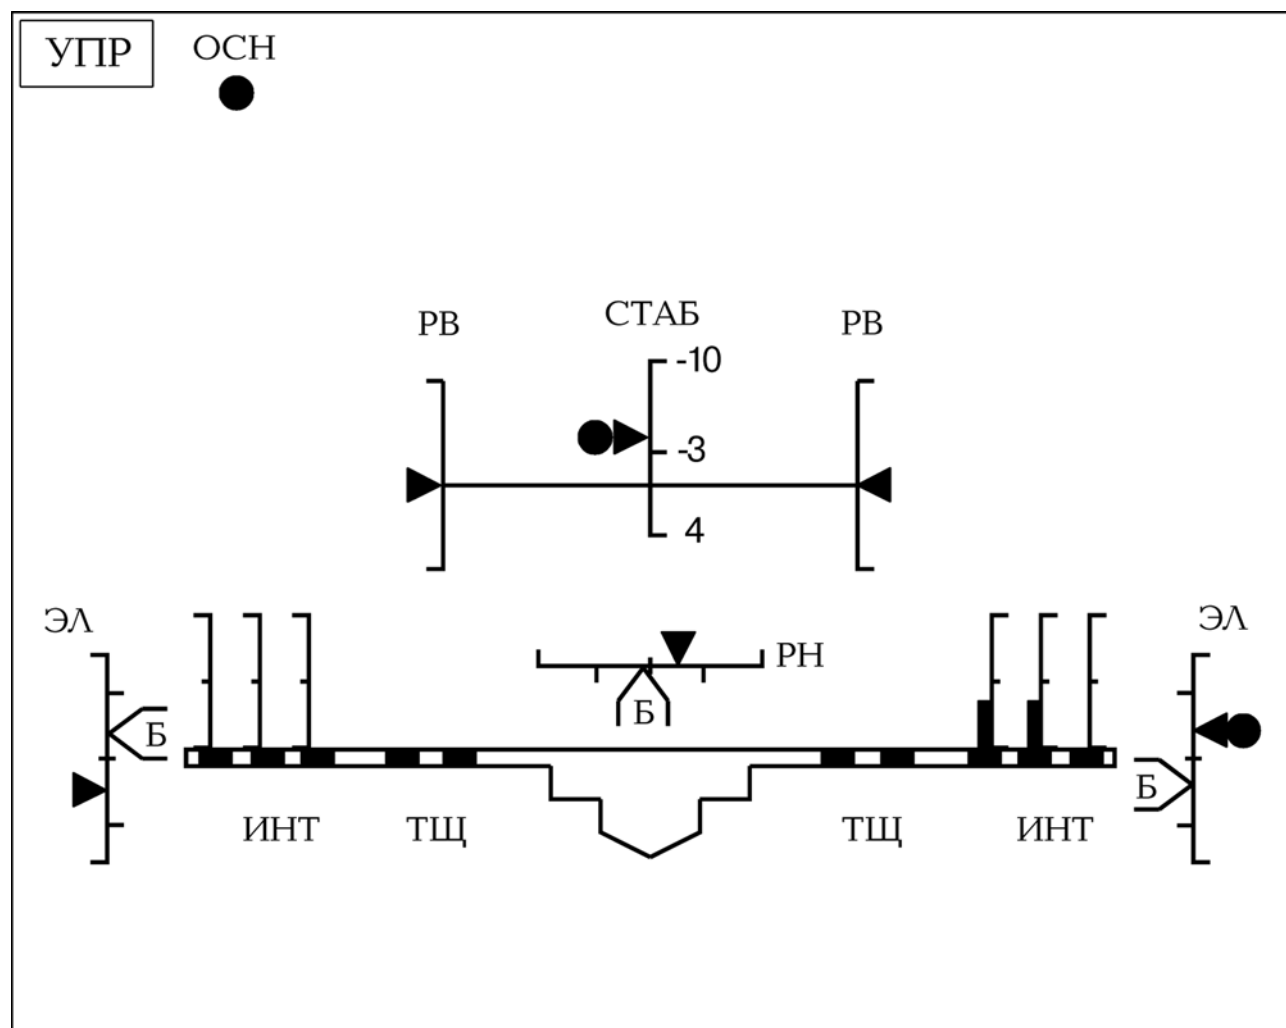 УПР ОСН
РВ СТАБ РВ
-10
-3
4
ЭЛ ЭЛ
РН
Б Б Б
ИНТ ТЩ ТЩ ИНТ